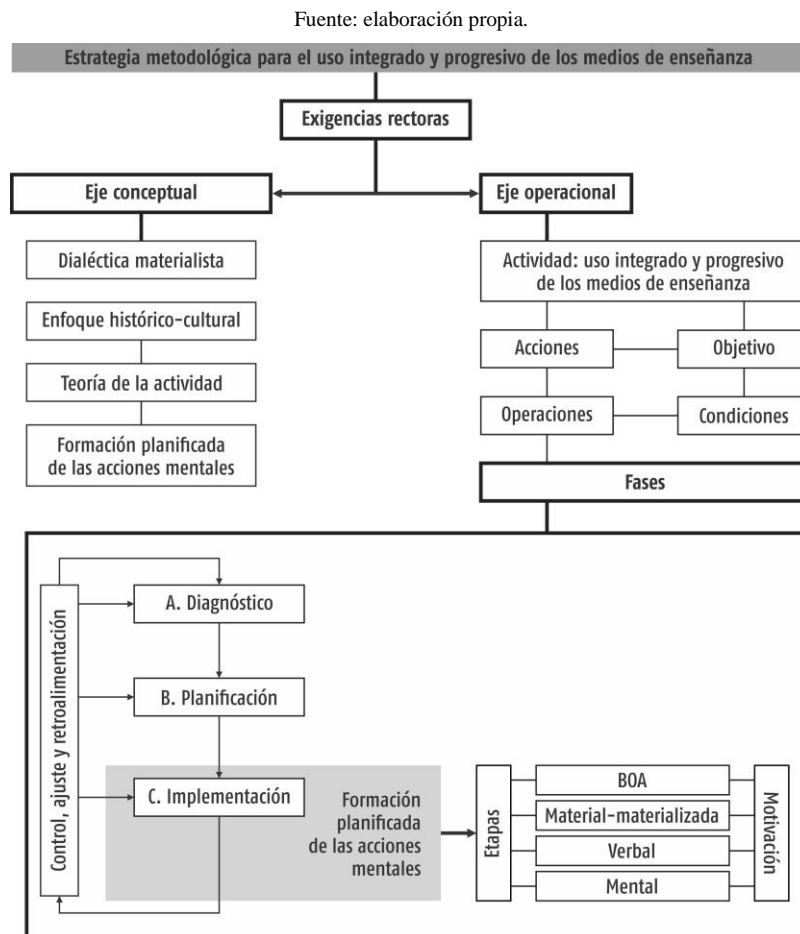 Fuente: elaboración propia.
Estrategia metodológica para el uso integrado y progresivo de los medios de enseñanza
Exigencias rectoras
Eje conceptual
Eje operacional
Dialéctica materialista
Enfoque histórico-cultural
Teoría de la actividad
Formación planificada
de las acciones mentales
Actividad: uso integrado y progresivo
de los medios de enseñanza
Acciones
Objetivo
Operaciones
Condiciones
Fases
Control, ajuste y retroalimentación
A. Diagnóstico
B. Planificación
C. Implementación
Formación
planificada
de las acciones
mentales
Etapas
BOA
Material-materializada
Verbal
Mental
Motivación